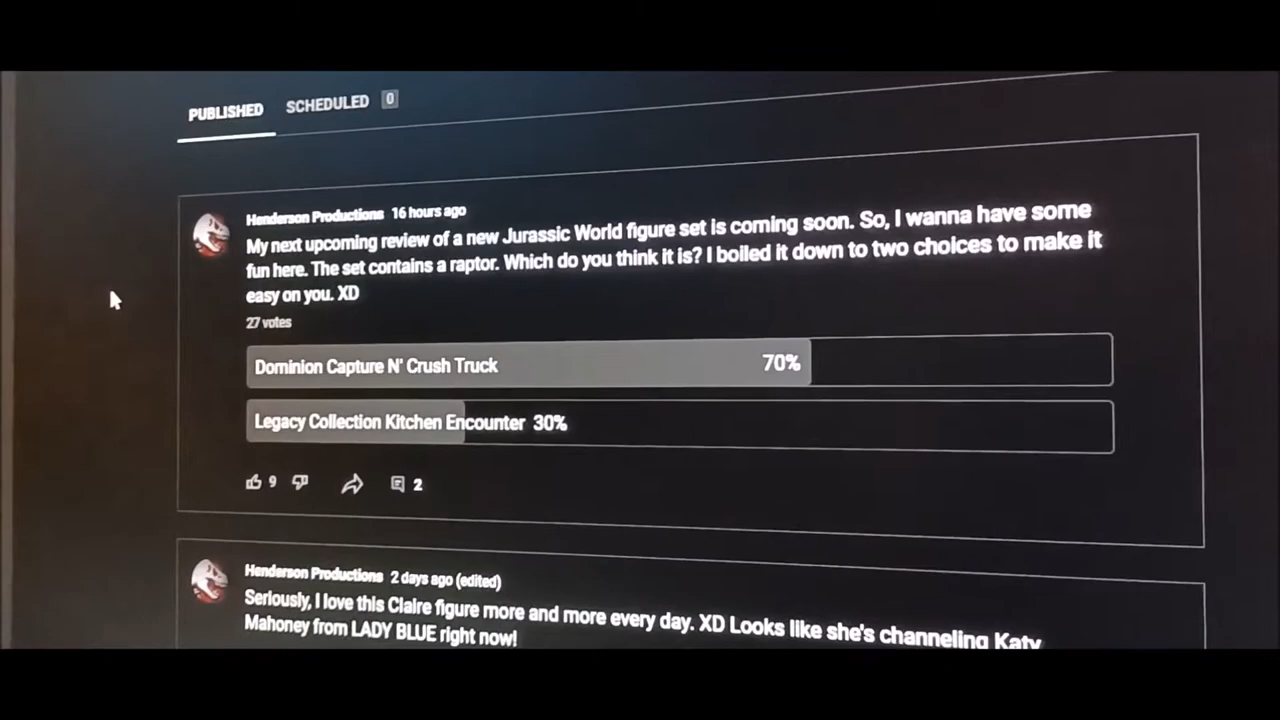 PUBLISHED SCHEDULED 0
Henderson Productions 16 hours ago
My next upcoming review of a new Jurassic World figure set is coming soon. So, I wanna have some
fun here. The set contains a raptor. Which do you think it is? I boiled it down to two choices to make it
easy on you. XD
27 votes
Dominion Capture N' Crush Truck 70%
Legacy Collection Kitchen Encounter 30%
9 2
Henderson Productions 2 days ago (edited)
Seriously, I love this Claire figure more and more every day. XD Looks like she's channeling Katy
Mahoney from LADY BLUE right now!